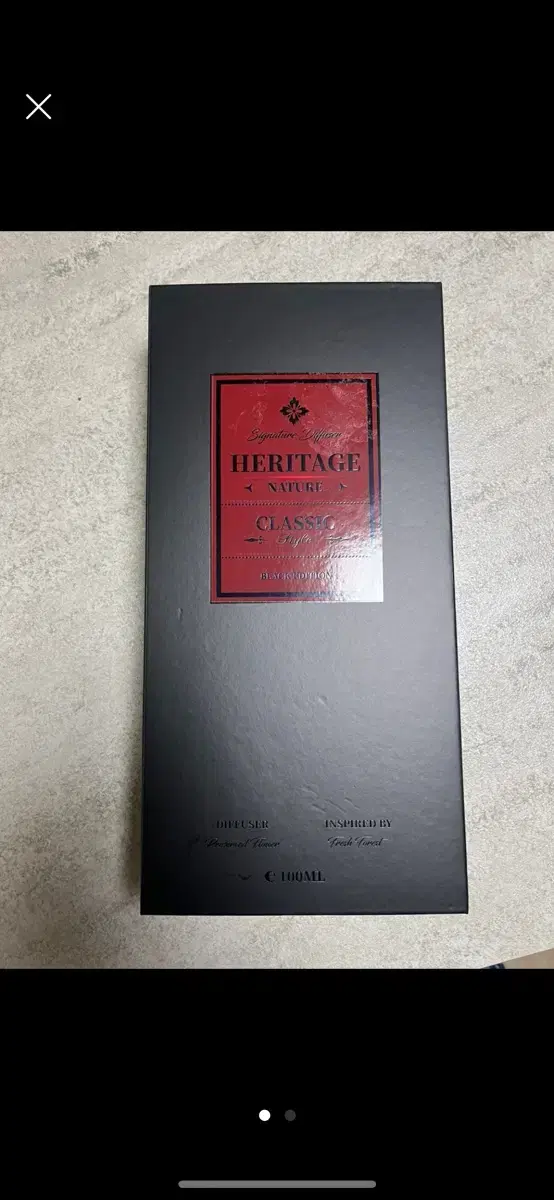 Signature Diffuser
HERITAGE
NATURE
CLASSIC
Style
BLACK EDITION
DIFFUSER
INSPIRED BY
Fresh Forest
100ML